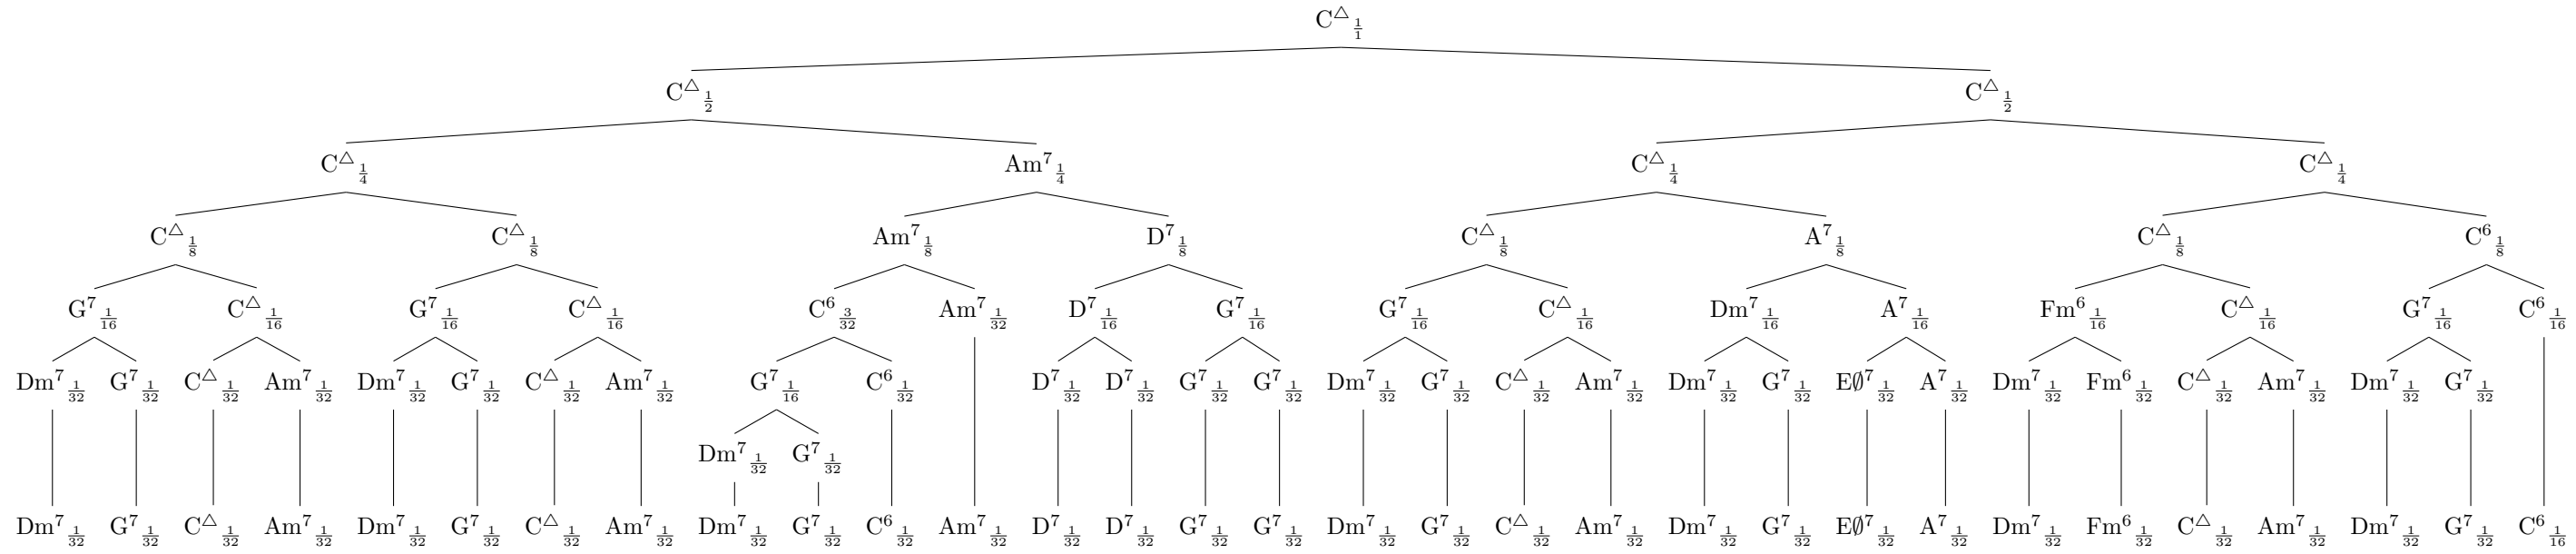 C△ 1/1
C△ 1/2 C△ 1/2
C△ 1/4 Am⁷ 1/4 C△ 1/4 C△ 1/4
C△ 1/8 C△ 1/8 Am⁷ 1/8 D⁷ 1/8 C△ 1/8 A⁷ 1/8 C△ 1/8 C⁶ 1/8
G⁷ 1/16 C△ 1/16 G⁷ 1/16 C△ 1/16 C⁶ 3/32 Am⁷ 1/32 D⁷ 1/16 G⁷ 1/16 G⁷ 1/16 C△ 1/16 Dm⁷ 1/16 A⁷ 1/16 Fm⁶ 1/16 C△ 1/16 G⁷ 1/16 C⁶ 1/16
Dm⁷ 1/32 G⁷ 1/32 C△ 1/32 Am⁷ 1/32 Dm⁷ 1/32 G⁷ 1/32 C△ 1/32 Am⁷ 1/32 G⁷ 1/16 C⁶ 1/32 D⁷ 1/32 D⁷ 1/32 G⁷ 1/32 G⁷ 1/32 Dm⁷ 1/32 G⁷ 1/32 C△ 1/32 Am⁷ 1/32 Dm⁷ 1/32 G⁷ 1/32 E∅⁷ 1/32 A⁷ 1/32 Dm⁷ 1/32 Fm⁶ 1/32 C△ 1/32 Am⁷ 1/32 Dm⁷ 1/32 G⁷ 1/32
Dm⁷ 1/32 G⁷ 1/32
Dm⁷ 1/32 G⁷ 1/32 C△ 1/32 Am⁷ 1/32 Dm⁷ 1/32 G⁷ 1/32 C△ 1/32 Am⁷ 1/32 Dm⁷ 1/32 G⁷ 1/32 C⁶ 1/32 Am⁷ 1/32 D⁷ 1/32 D⁷ 1/32 G⁷ 1/32 G⁷ 1/32 Dm⁷ 1/32 G⁷ 1/32 C△ 1/32 Am⁷ 1/32 Dm⁷ 1/32 G⁷ 1/32 E∅⁷ 1/32 A⁷ 1/32 Dm⁷ 1/32 Fm⁶ 1/32 C△ 1/32 Am⁷ 1/32 Dm⁷ 1/32 G⁷ 1/32 C⁶ 1/16